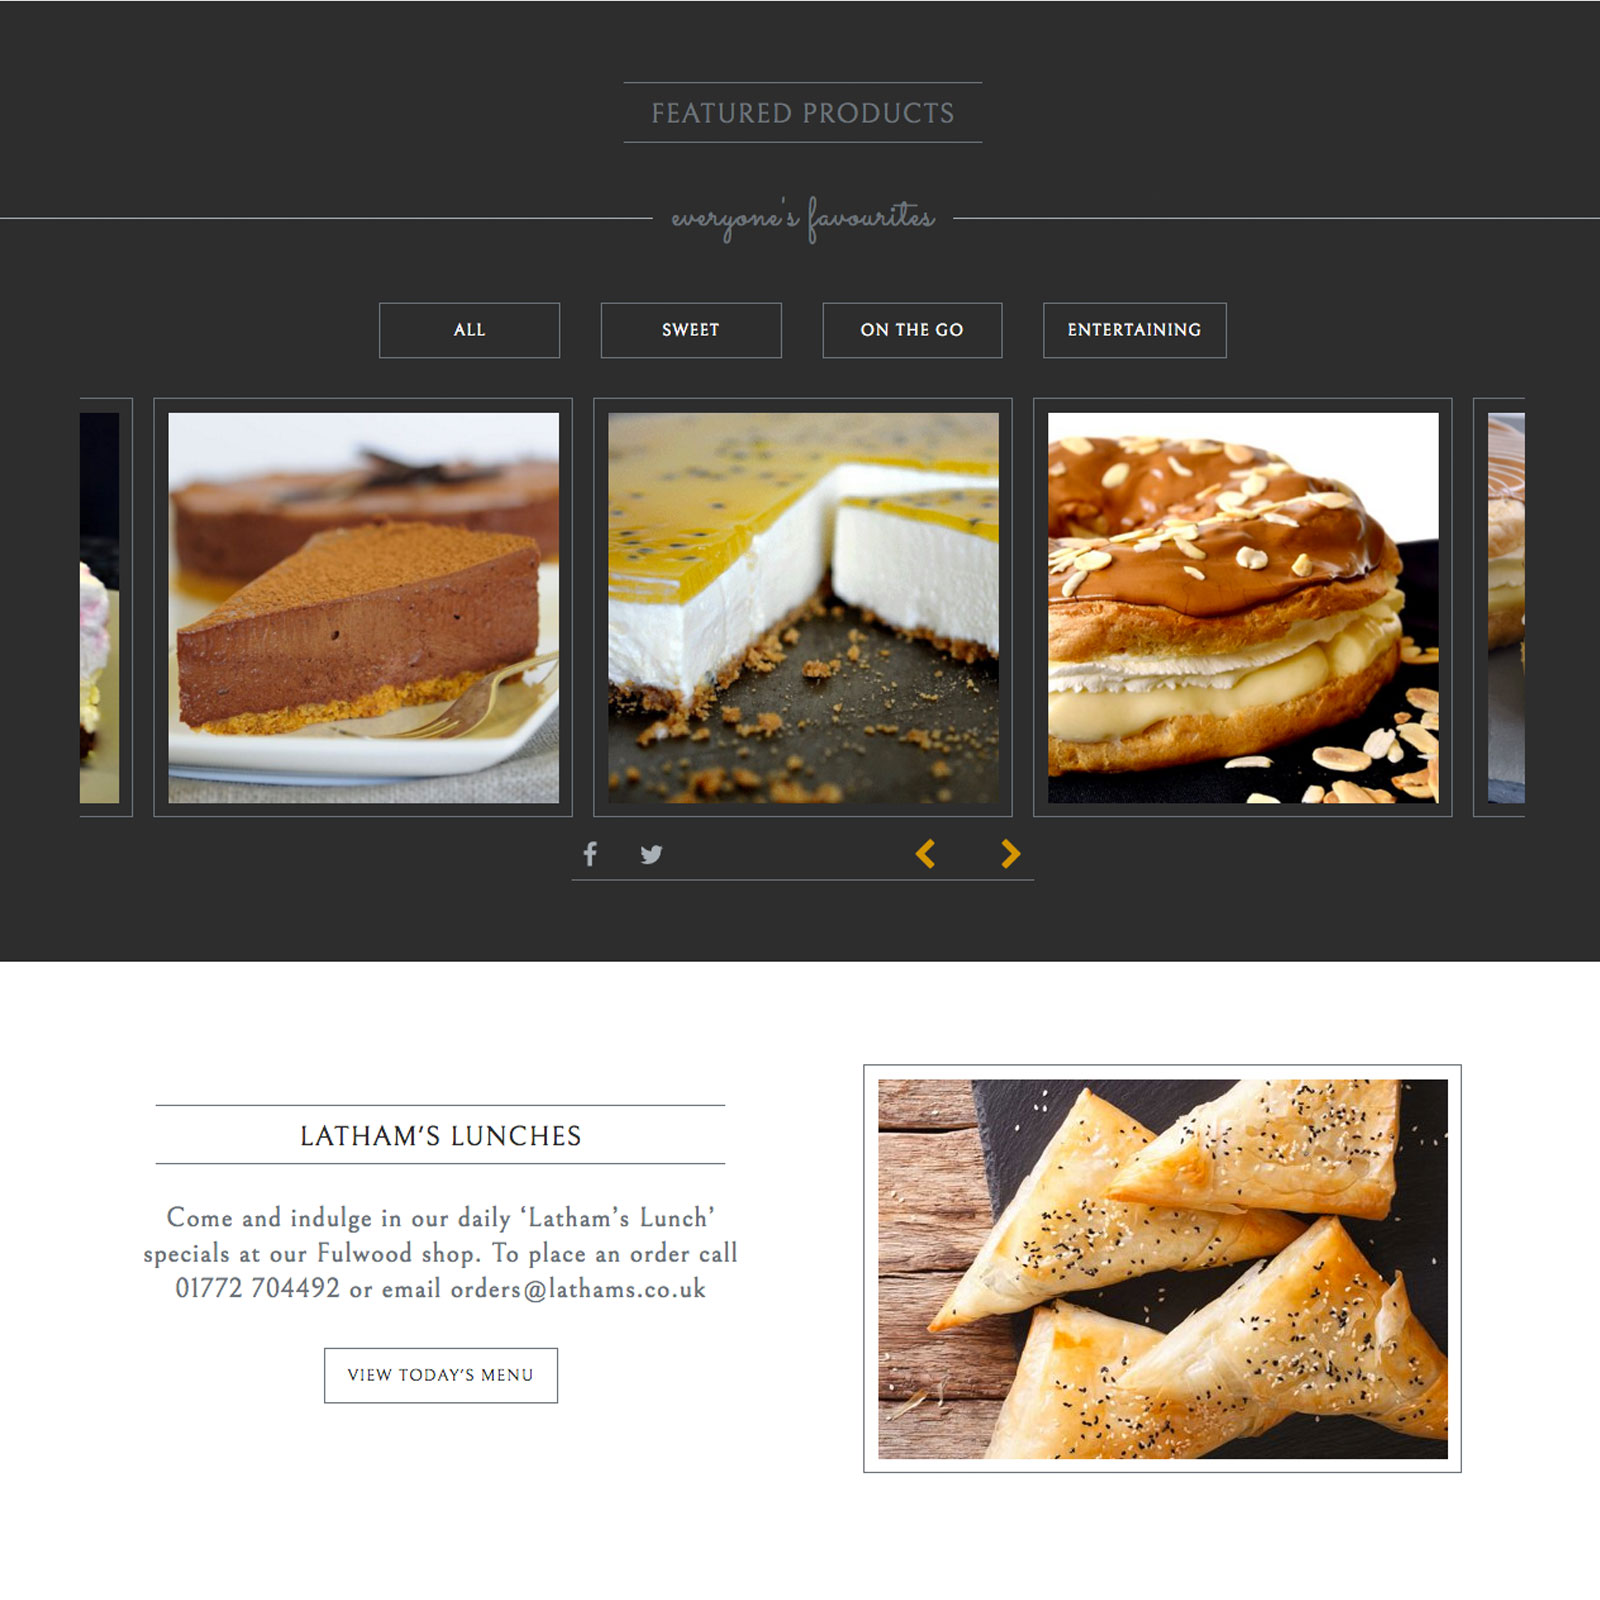 FEATURED PRODUCTS
everyone's favourites
ALL
SWEET
ON THE GO
ENTERTAINING
LATHAM’S LUNCHES
Come and indulge in our daily ‘Latham’s Lunch’
specials at our Fulwood shop. To place an order call
01772 704492 or email orders@lathams.co.uk
VIEW TODAY’S MENU